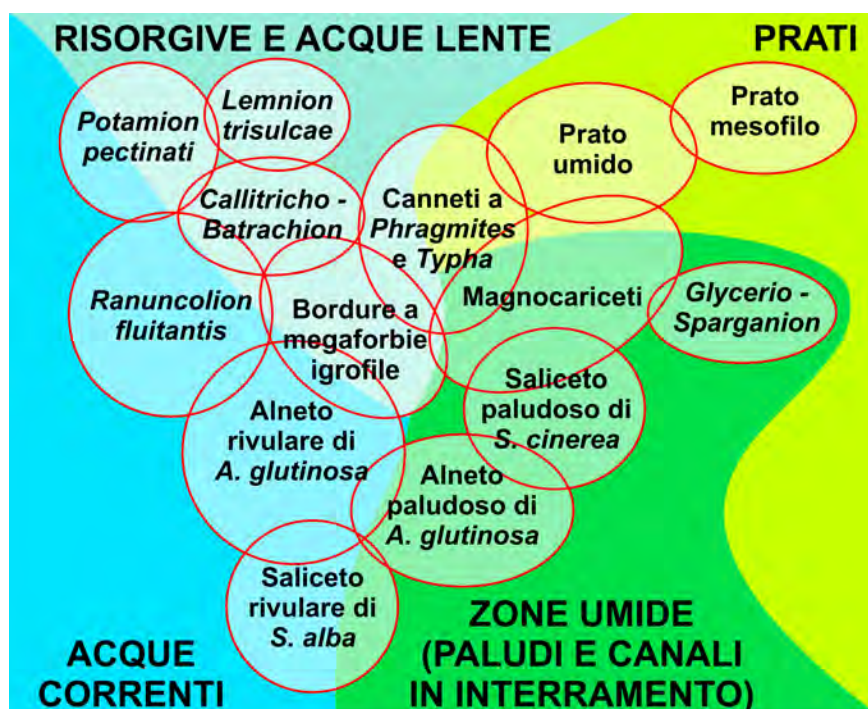 RISORGIVE E ACQUE LENTE
PRATI
Potamion
pectinati
Lemnion
trisulcae
Prato
umido
Prato
mesofilo
Callitricho -
Batrachion
Canneti a
Phragmites
e Typha
Ranuncolion
fluitantis
Bordure a
megaforbie
igrofile
Magnocariceti
Glycerio -
Sparganion
Alneto
rivulare di
A. glutinosa
Saliceto
paludoso di
S. cinerea
Alneto
paludoso di
A. glutinosa
Saliceto
rivulare di
S. alba
ACQUE
CORRENTI
ZONE UMIDE
(PALUDI E CANALI
IN INTERRAMENTO)